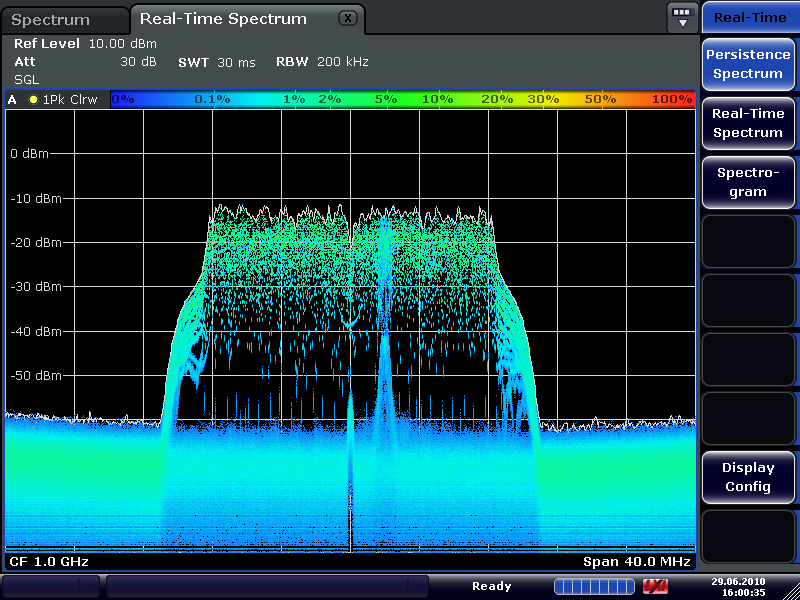 Spectrum
Real-Time Spectrum X
Real-Time
Ref Level 10.00 dBm
Att 30 dB SWT 30 ms RBW 200 kHz
SGL
A 1Pk Clrw 0% 0.1% 1% 2% 5% 10% 20% 30% 50% 100%
0 dBm
-10 dBm
-20 dBm
-30 dBm
-40 dBm
-50 dBm
CF 1.0 GHz Span 40.0 MHz
Persistence
Spectrum
Real-Time
Spectrum
Spectro-
gram
Display
Config
Ready
29.06.2010
16:00:35